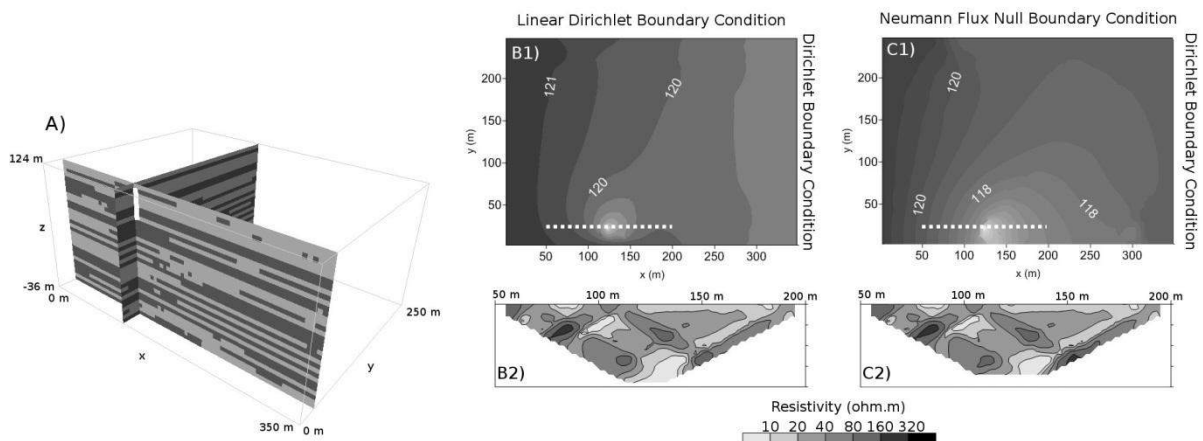 A)
124 m
z
-36 m
0 m
x
350 m
0 m
y
250 m
Linear Dirichlet Boundary Condition
B1)
121
120
120
200
150
100
50
y (m)
50 100 150 200 250 300
x (m)
Dirichlet Boundary Condition
Neumann Flux Null Boundary Condition
C1)
120
120
118
118
200
150
100
50
y (m)
50 100 150 200 250 300
x (m)
Dirichlet Boundary Condition
50 m 100 m 150 m 200 m
B2)
50 m 100 m 150 m 200 m
C2)
Resistivity (ohm.m)
10 20 40 80 160 320